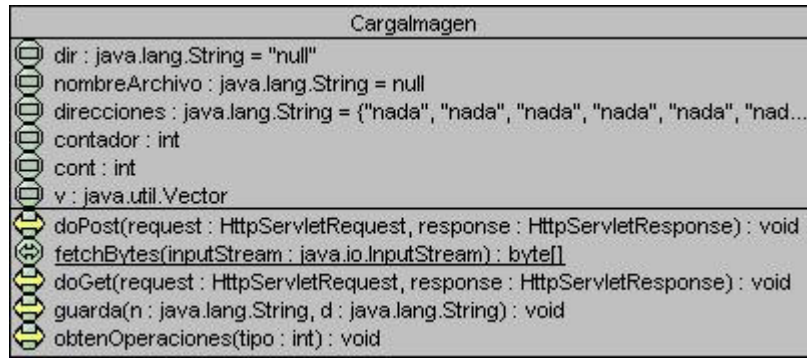 CargaImagen
dir : java.lang.String = "null"
nombreArchivo : java.lang.String = null
direcciones : java.lang.String = {"nada", "nada", "nada", "nada", "nada", "nad...
contador : int
cont : int
v : java.util.Vector
doPost(request : HttpServletRequest, response : HttpServletResponse) : void
fetchBytes(inputStream : java.io.InputStream) : byte[]
doGet(request : HttpServletRequest, response : HttpServletResponse) : void
guarda(n : java.lang.String, d : java.lang.String) : void
obtenOperaciones(tipo : int) : void